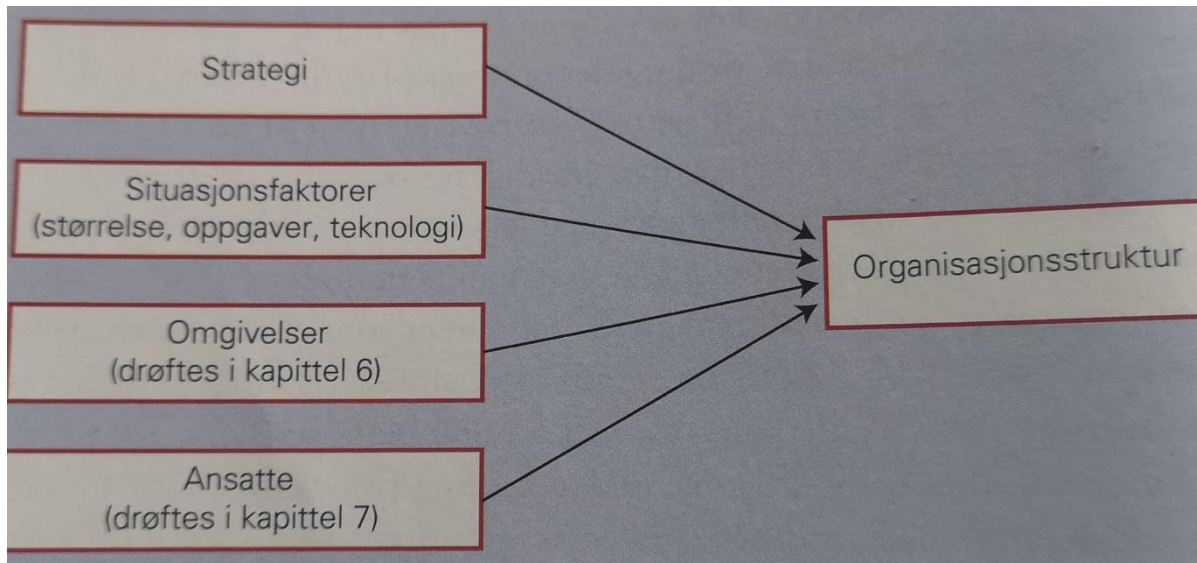 Strategi
Situasjonsfaktorer
(størrelse, oppgaver, teknologi)
Omgivelser
(drøftes i kapittel 6)
Ansatte
(drøftes i kapittel 7)
Organisasjonsstruktur